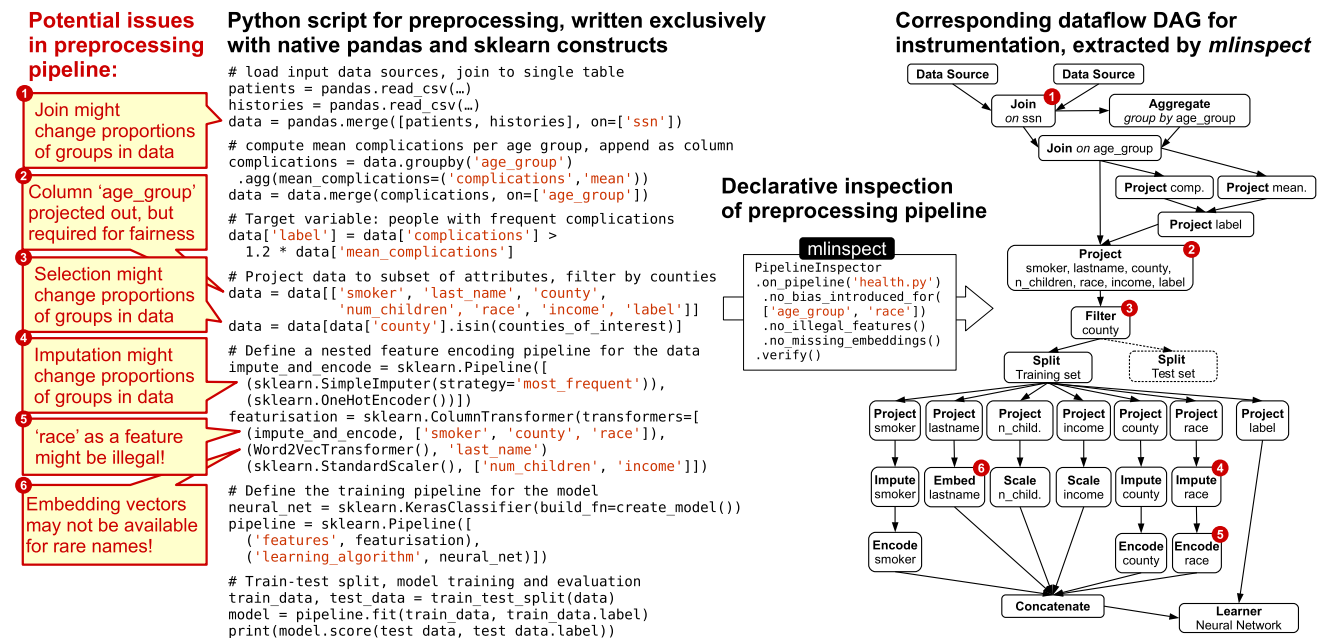 Potential issues
in preprocessing
pipeline:
1
Join might
change proportions
of groups in data
2
Column ‘age_group’
projected out, but
required for fairness
3
Selection might
change proportions
of groups in data
4
Imputation might
change proportions
of groups in data
5
‘race’ as a feature
might be illegal!
6
Embedding vectors
may not be available
for rare names!
Python script for preprocessing, written exclusively
with native pandas and sklearn constructs
# load input data sources, join to single table
patients = pandas.read_csv(…)
histories = pandas.read_csv(…)
data = pandas.merge([patients, histories], on=['ssn'])
# compute mean complications per age group, append as column
complications = data.groupby('age_group')
.agg(mean_complications=('complications','mean'))
data = data.merge(complications, on=['age_group'])
# Target variable: people with frequent complications
data['label'] = data['complications'] >
1.2 * data['mean_complications']
# Project data to subset of attributes, filter by counties
data = data[['smoker', 'last_name', 'county',
'num_children', 'race', 'income', 'label']]
data = data[data['county'].isin(counties_of_interest)]
# Define a nested feature encoding pipeline for the data
impute_and_encode = sklearn.Pipeline([
(sklearn.SimpleImputer(strategy='most_frequent')),
(sklearn.OneHotEncoder())])
featurisation = sklearn.ColumnTransformer(transformers=[
(impute_and_encode, ['smoker', 'county', 'race']),
(Word2VecTransformer(), 'last_name')
(sklearn.StandardScaler(), ['num_children', 'income']])
# Define the training pipeline for the model
neural_net = sklearn.KerasClassifier(build_fn=create_model())
pipeline = sklearn.Pipeline([
('features', featurisation),
('learning_algorithm', neural_net)])
# Train-test split, model training and evaluation
train_data, test_data = train_test_split(data)
model = pipeline.fit(train_data, train_data.label)
print(model.score(test_data, test_data.label))
Declarative inspection
of preprocessing pipeline
mlinspect
PipelineInspector
.on_pipeline('health.py')
.no_bias_introduced_for(
['age_group', 'race'])
.no_illegal_features()
.no_missing_embeddings()
.verify()
Corresponding dataflow DAG for
instrumentation, extracted by mlinspect
Data Source
Data Source
1
Join
on ssn
Aggregate
group by age_group
Join on age_group
Project comp.
Project mean.
Project label
2
Project
smoker, lastname, county,
n_children, race, income, label
3
Filter
county
Split
Training set
Split
Test set
Project
smoker
Project
lastname
Project
n_child.
Project
income
Project
county
Project
race
Project
label
Impute
smoker
6
Embed
lastname
Scale
n_child.
Scale
income
Impute
county
4
Impute
race
Encode
smoker
Encode
county
5
Encode
race
Concatenate
Learner
Neural Network